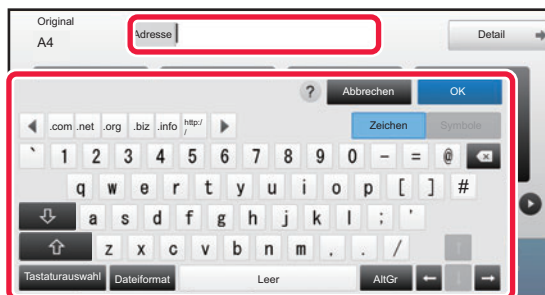 Original
A4
Adresse
Detail
? Abbrechen OK
.com .net .org .biz .info http:/
/
Zeichen Symbole
` 1 2 3 4 5 6 7 8 9 0 - = @
q w e r t y u i o p [ ] #
a s d f g h j k l ; '
z x c v b n m , . /
Tastaturauswahl Dateiformat Leer AltGr